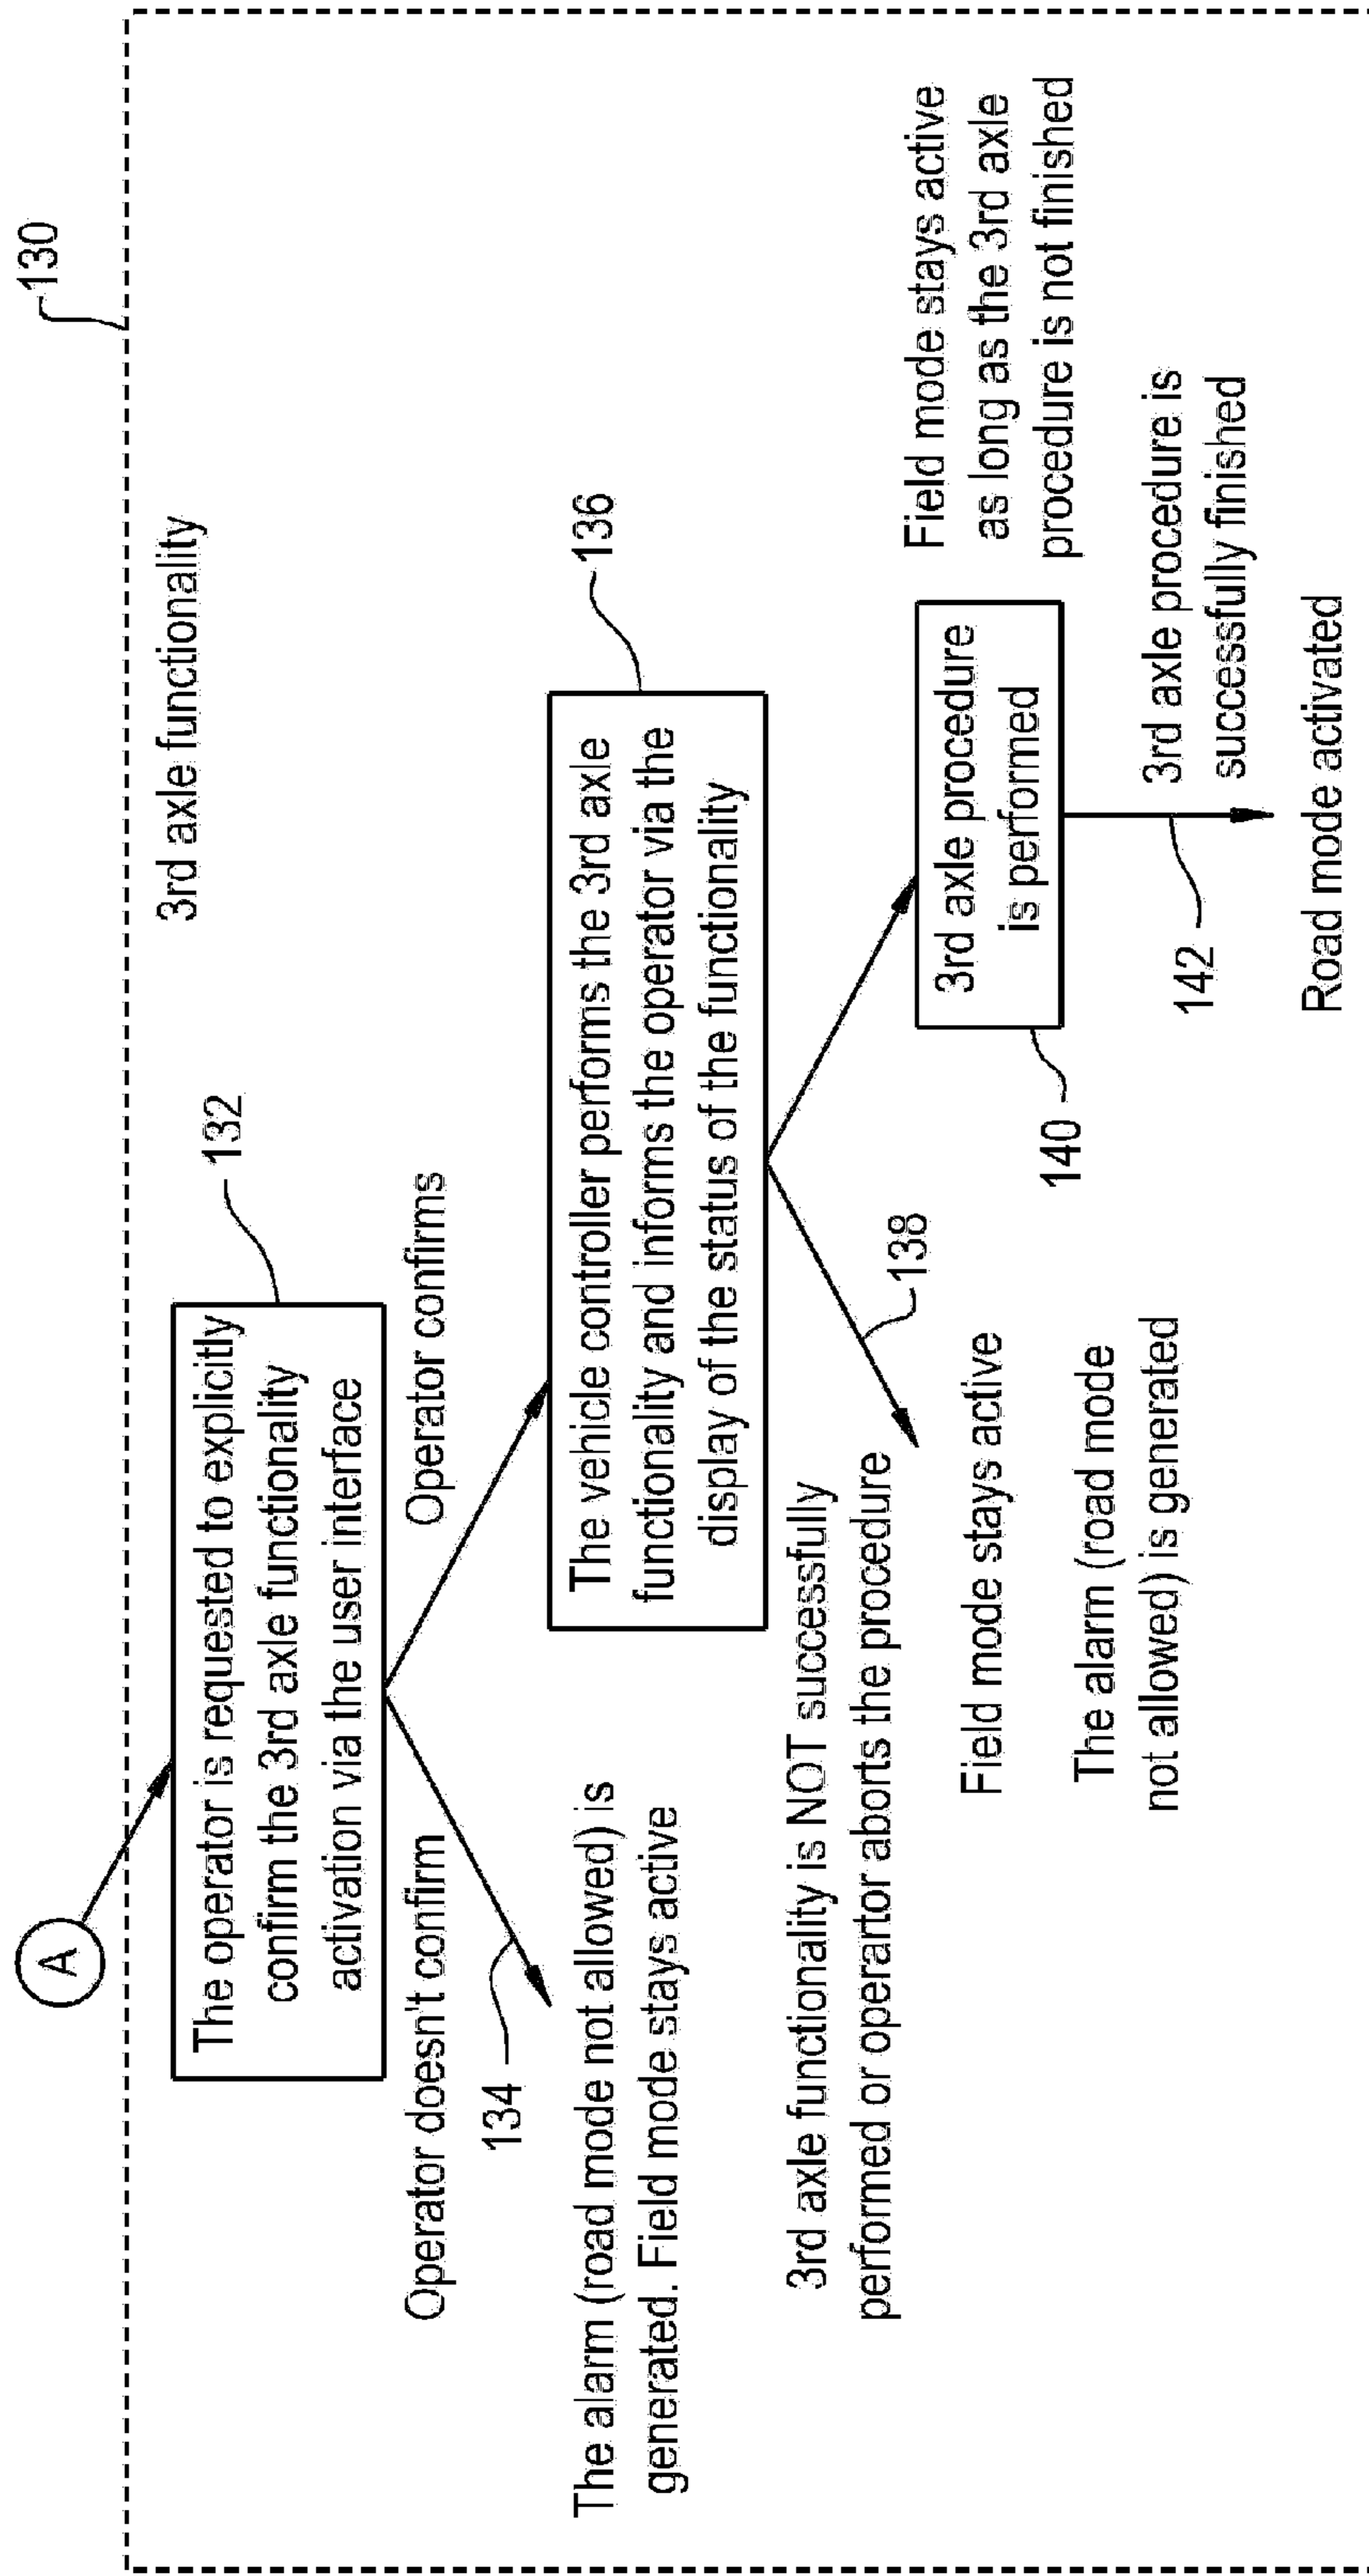 130
A
3rd axle functionality
132
The operator is requested to explicitly
confirm the 3rd axle functionality
activation via the user interface
Operator doesn't confirm
Operator confirms
134
The alarm (road mode not allowed) is
generated. Field mode stays active
136
The vehicle controller performs the 3rd axle
functionality and informs the operator via the
display of the status of the functionality
3rd axle functionality is NOT successfully
performed or operartor aborts the procedure
138
Field mode stays active
The alarm (road mode
not allowed) is generated
140
3rd axle procedure
is performed
Field mode stays active
as long as the 3rd axle
procedure is not finished
142
3rd axle procedure is
successfully finished
Road mode activated